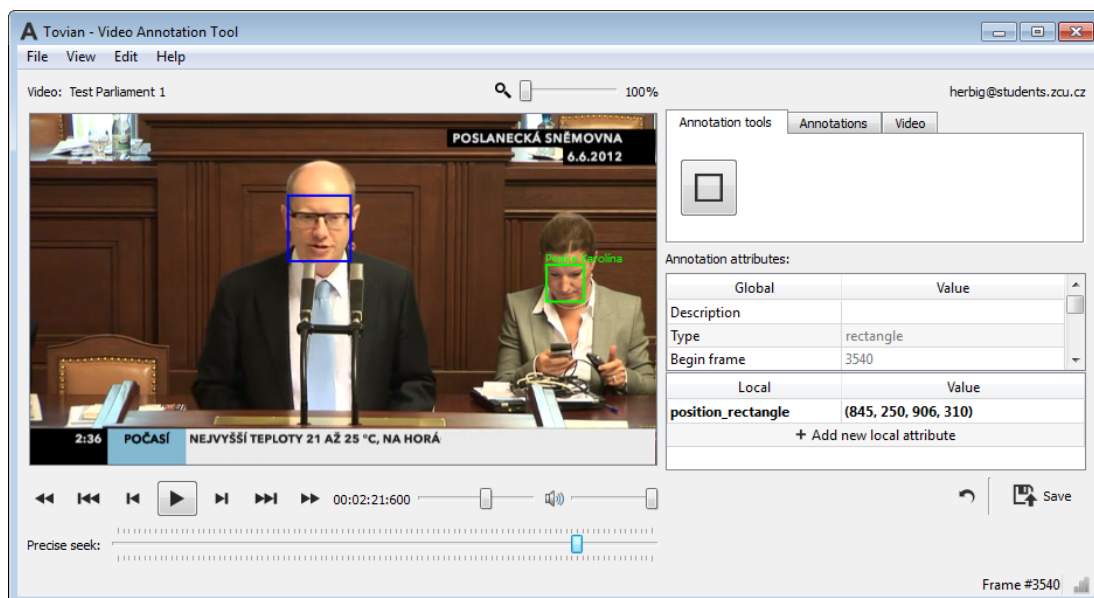 A Tovian - Video Annotation Tool
File View Edit Help
Video: Test Parliament 1
100%
herbig@students.zcu.cz
POSLANECKÁ SNĚMOVNA
6.6.2012
Karolína
2:36 POČASÍ NEJVYŠŠÍ TEPLOTY 21 AŽ 25 °C, NA HORÁ
Annotation tools Annotations Video
Annotation attributes:
Global Value
Description
Type rectangle
Begin frame 3540
Local Value
position_rectangle (845, 250, 906, 310)
+ Add new local attribute
00:02:21:600
Save
Precise seek:
Frame #3540